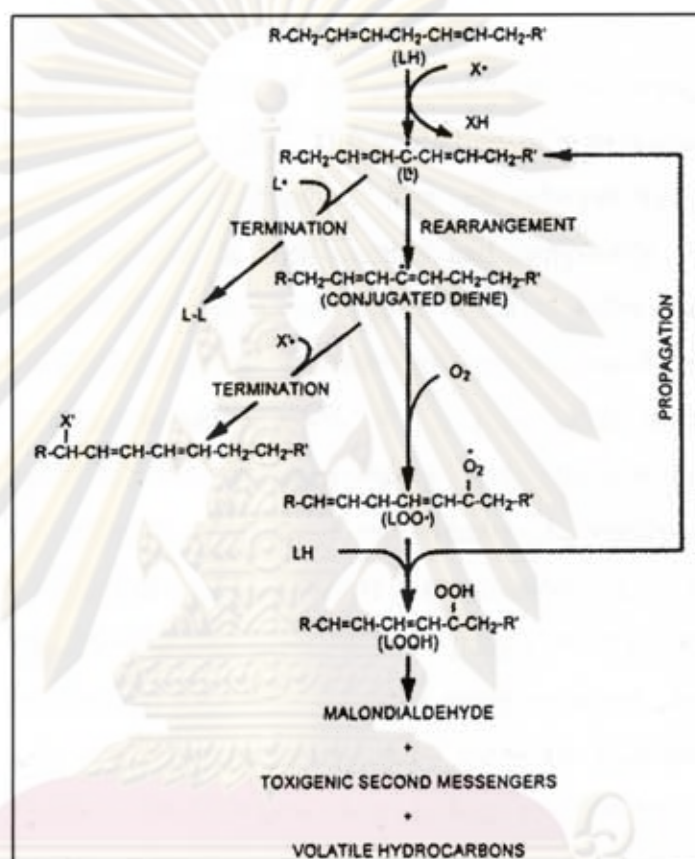 R-CH2-CH=CH-CH2-CH=CH-CH2-R'
(LH)
X•
XH
R-CH2-CH=CH-Ċ-CH=CH-CH2-R'
(L•)
L•
TERMINATION
REARRANGEMENT
R-CH2-CH=CH-C̈=CH-CH2-CH2-R'
(CONJUGATED DIENE)
L-L
X'•
TERMINATION
O2
PROPAGATION
X'
R-CH-CH=CH-CH=CH-CH2-CH2-R'
•
O2
R-CH=CH-CH-CH=CH-C-CH2-R'
(LOO•)
LH
OOH
R-CH=CH-CH=CH-C-CH2-R'
(LOOH)
MALONDIALDEHYDE
+
TOXIGENIC SECOND MESSENGERS
+
VOLATILE HYDROCARBONS